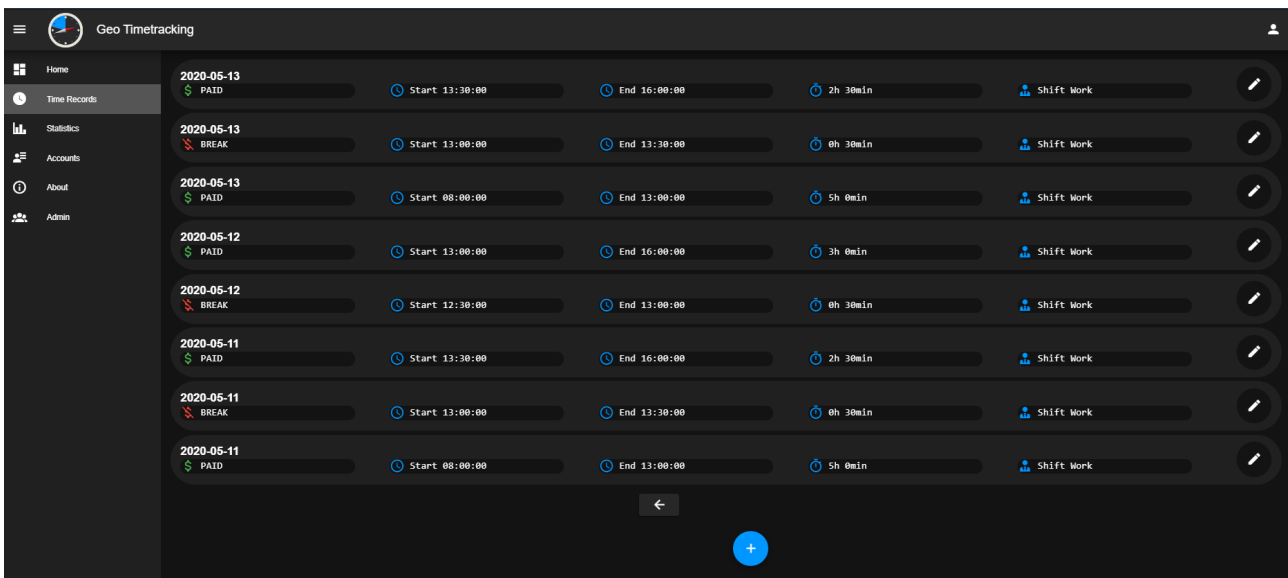 Geo Timetracking
Home
Time Records
Statistics
Accounts
About
Admin
2020-05-13
PAID Start 13:30:00 End 16:00:00 2h 30min Shift Work
2020-05-13
BREAK Start 13:00:00 End 13:30:00 0h 30min Shift Work
2020-05-13
PAID Start 08:00:00 End 13:00:00 5h 0min Shift Work
2020-05-12
PAID Start 13:00:00 End 16:00:00 3h 0min Shift Work
2020-05-12
BREAK Start 12:30:00 End 13:00:00 0h 30min Shift Work
2020-05-11
PAID Start 13:30:00 End 16:00:00 2h 30min Shift Work
2020-05-11
BREAK Start 13:00:00 End 13:30:00 0h 30min Shift Work
2020-05-11
PAID Start 08:00:00 End 13:00:00 5h 0min Shift Work